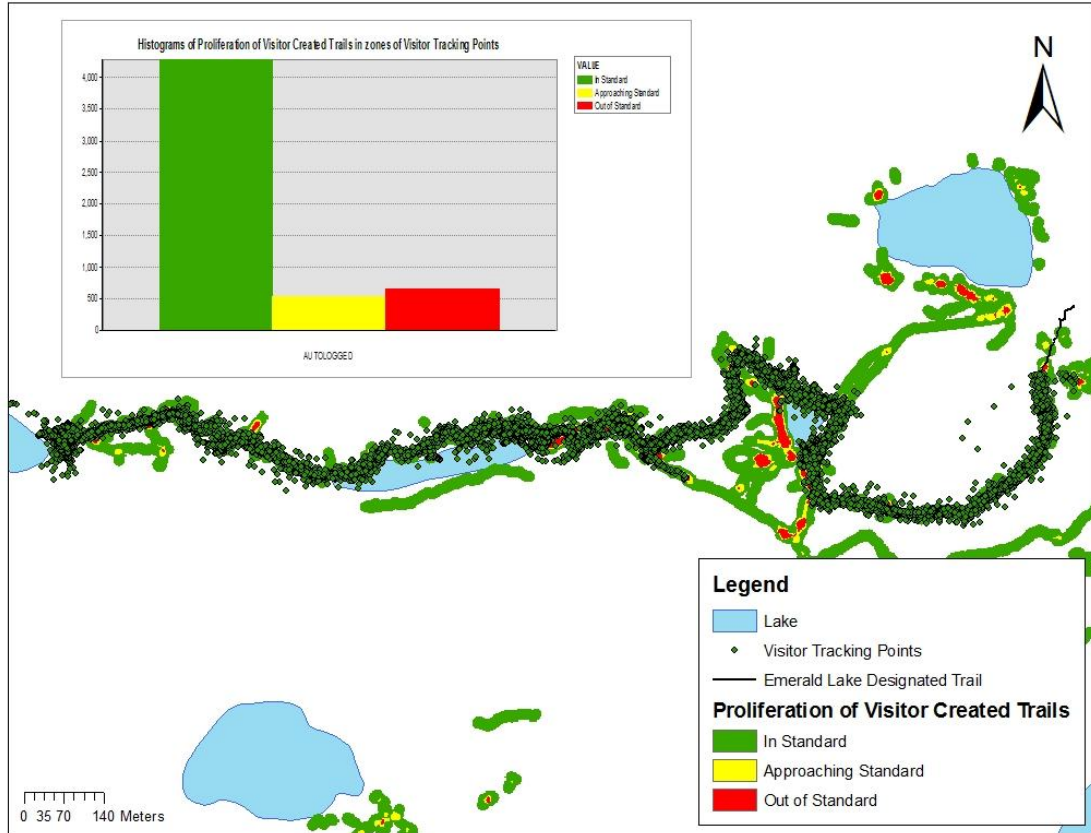 Histograms of Proliferation of Visitor Created Trails in zones of Visitor Tracking Points
VALUE
In Standard
Approaching Standard
Out of Standard
4,000
3,500
3,000
2,500
2,000
1,500
1,000
500
0
AUTOLOGGED
N
Legend
Lake
Visitor Tracking Points
Emerald Lake Designated Trail
Proliferation of Visitor Created Trails
In Standard
Approaching Standard
Out of Standard
0 35 70 140 Meters